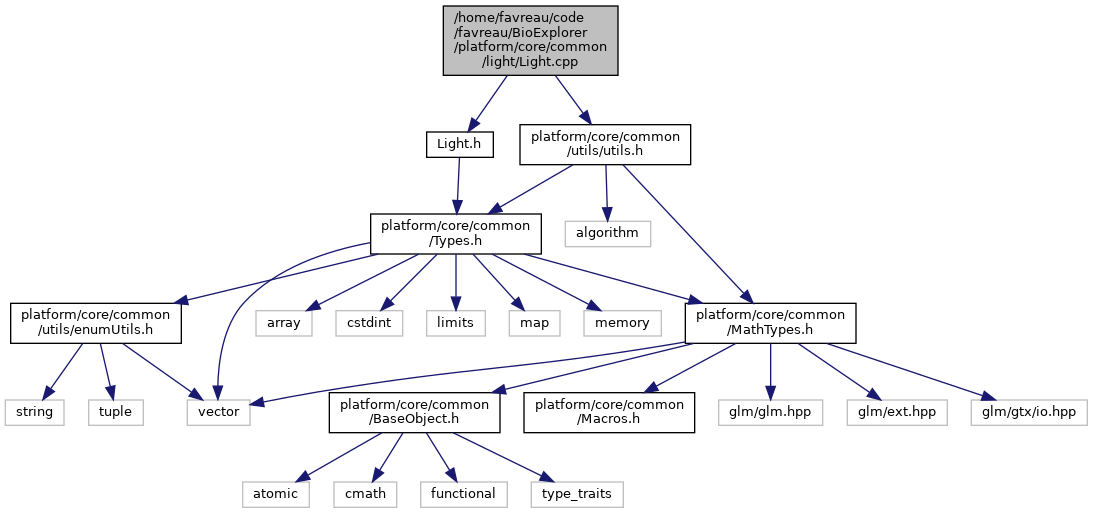 /home/favreau/code
/favreau/BioExplorer
/platform/core/common
/light/Light.cpp
Light.h
platform/core/common
/utils/utils.h
platform/core/common
/Types.h
algorithm
platform/core/common
/utils/enumUtils.h
array
cstdint
limits
map
memory
platform/core/common
/MathTypes.h
string
tuple
vector
platform/core/common
/BaseObject.h
platform/core/common
/Macros.h
glm/glm.hpp
glm/ext.hpp
glm/gtx/io.hpp
atomic
cmath
functional
type_traits